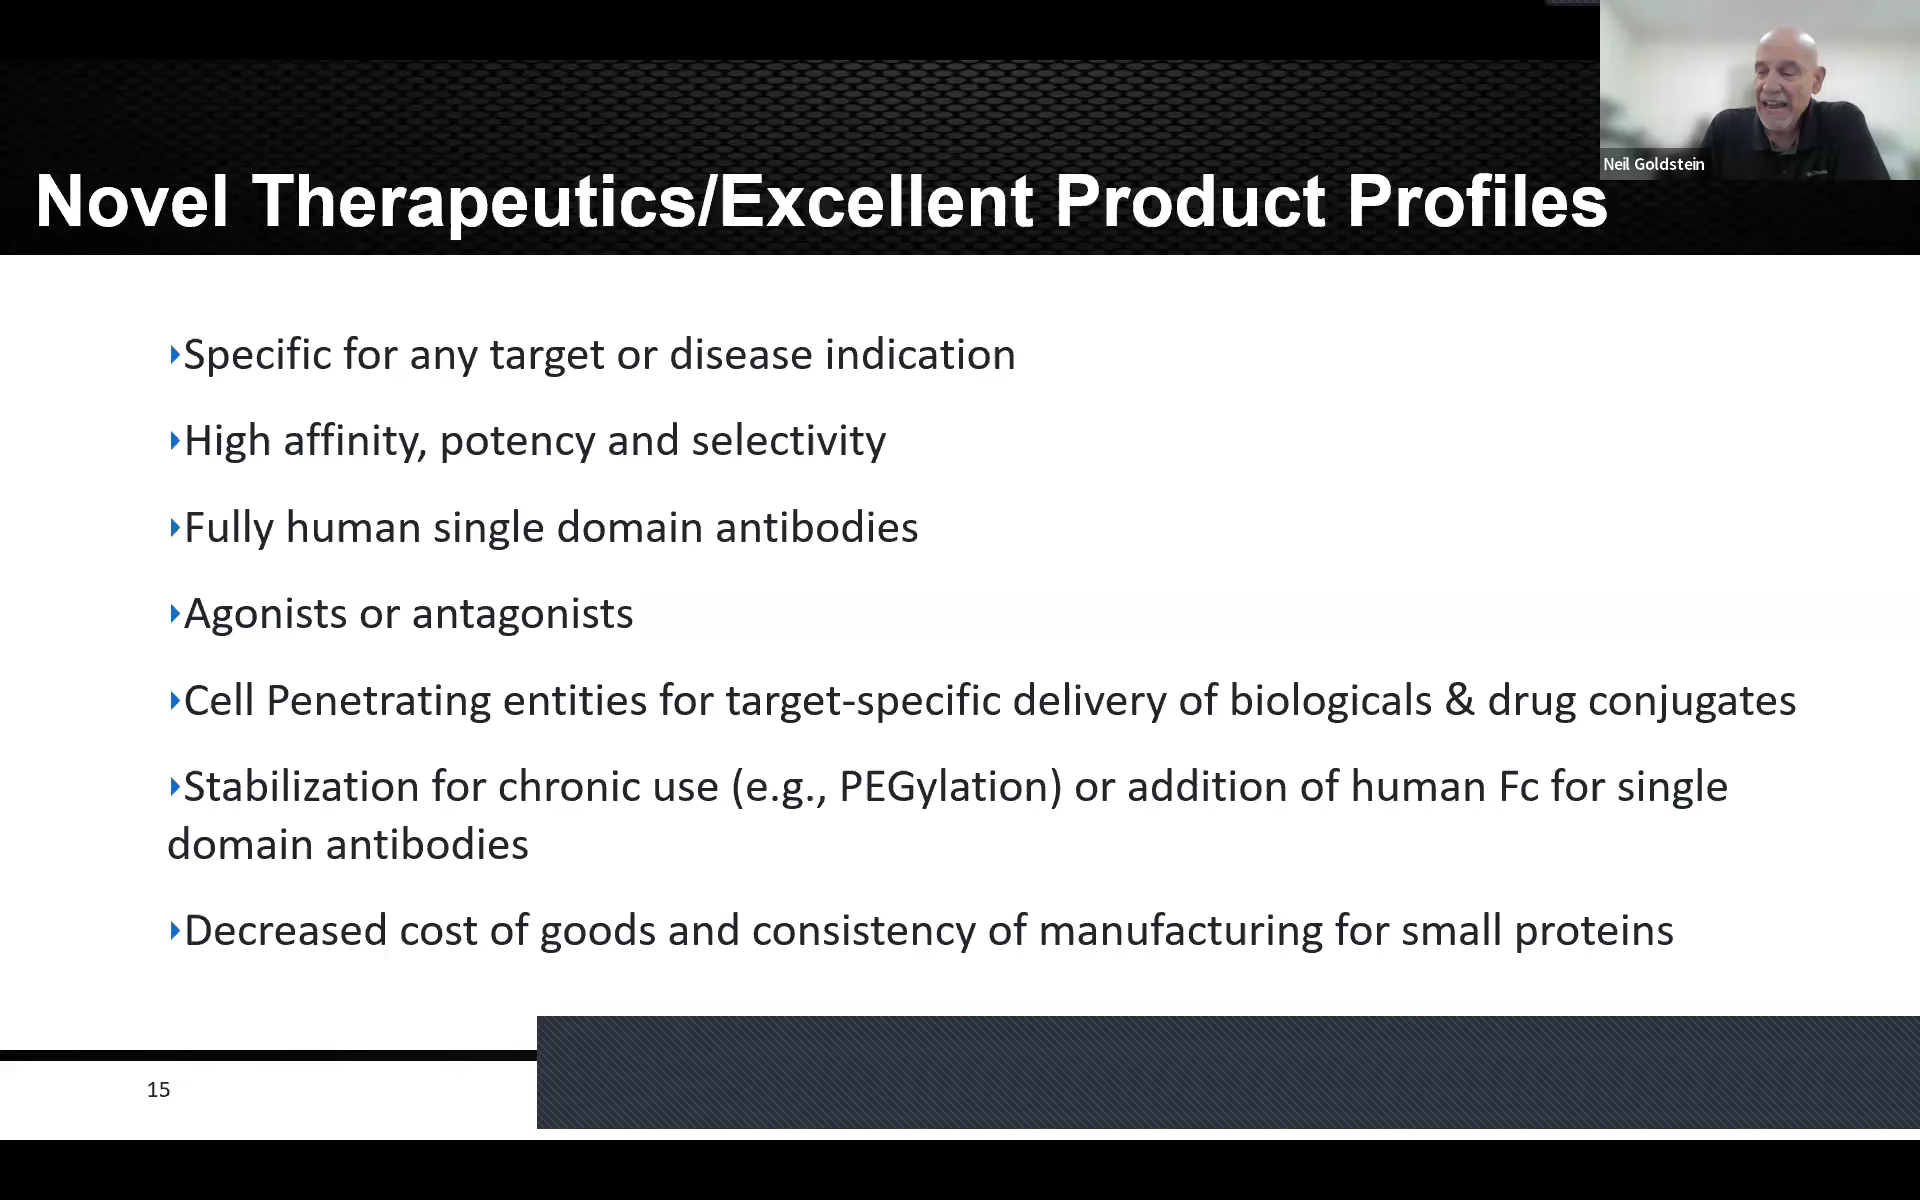 Neil Goldstein
Novel Therapeutics/Excellent Product Profiles
‣Specific for any target or disease indication
‣High affinity, potency and selectivity
‣Fully human single domain antibodies
‣Agonists or antagonists
‣Cell Penetrating entities for target-specific delivery of biologicals & drug conjugates
‣Stabilization for chronic use (e.g., PEGylation) or addition of human Fc for single
domain antibodies
‣Decreased cost of goods and consistency of manufacturing for small proteins
15